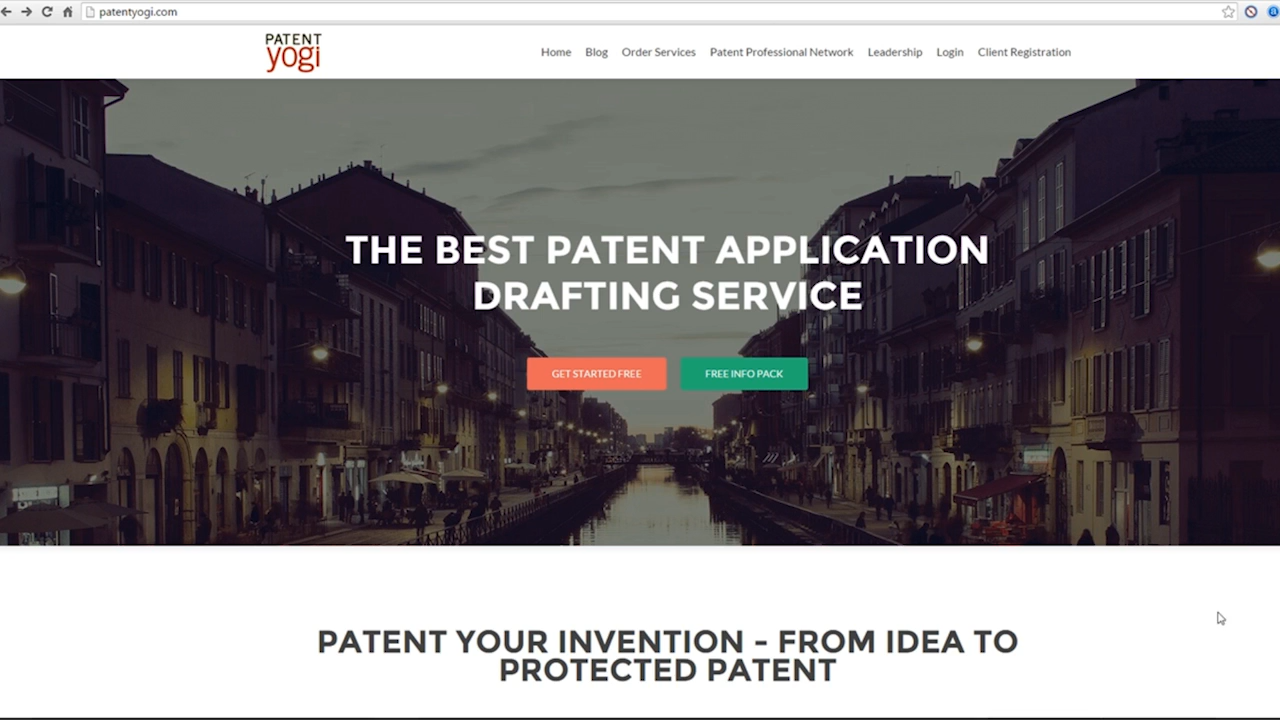 patentyogi.com
PATENT
yogi
Home Blog Order Services Patent Professional Network Leadership Login Client Registration
THE BEST PATENT APPLICATION
DRAFTING SERVICE
GET STARTED FREE FREE INFO PACK
PATENT YOUR INVENTION - FROM IDEA TO
PROTECTED PATENT